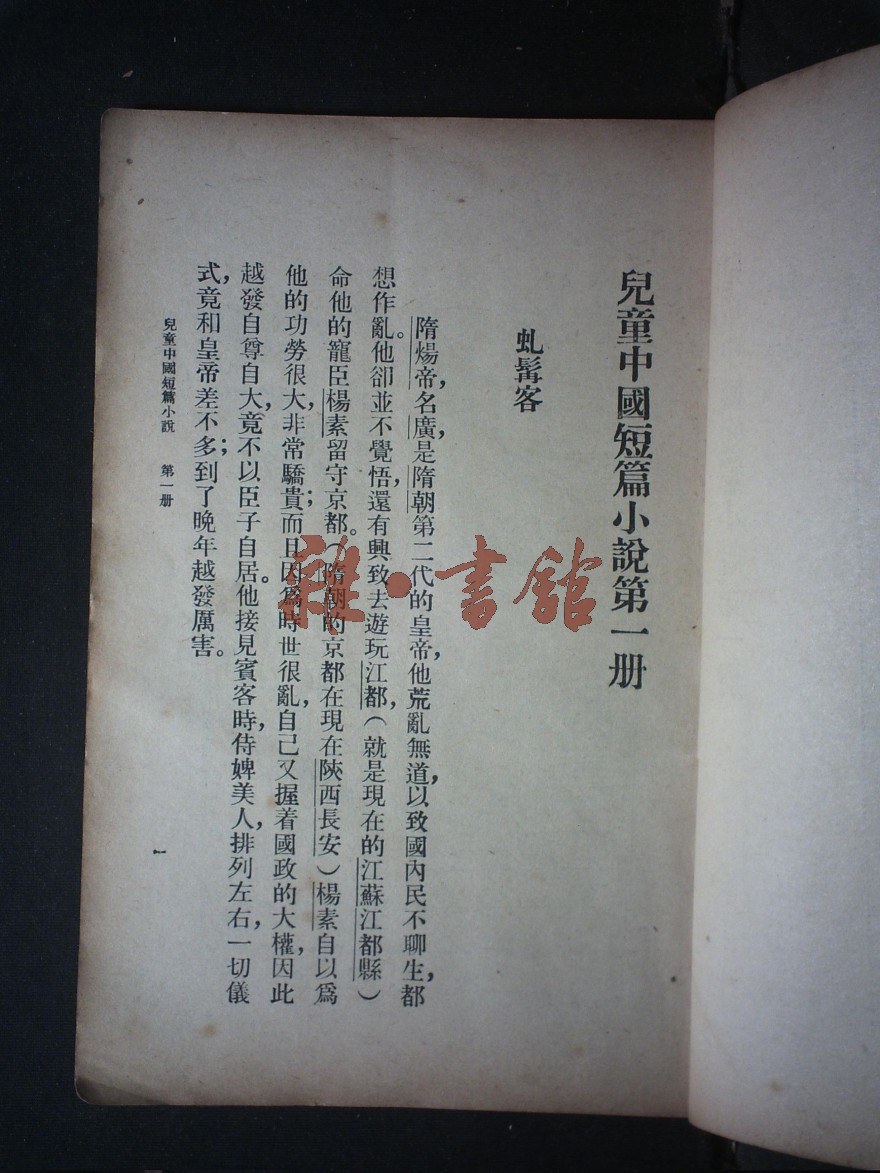 兒童中國短篇小說第一册
虬髯客
隋煬帝,名廣,是隋朝第二代的皇帝,他荒亂無道,以致國內民不聊生,都
想作亂。他卻並不覺悟,還有興致去遊玩江都,(就是現在的江蘇江都縣)
命他的寵臣楊素留守京都。(隋朝的京都在現在陝西長安)楊素自以爲
他的功勞很大,非常驕貴;而且因爲時世很亂,自己又握着國政的大權,因此
越發自尊自大,竟不以臣子自居。他接見賓客時,侍婢美人,排列左右,一切儀
式,竟和皇帝差不多;到了晚年越發厲害。
兒童中國短篇小說 第一册
一
雜·書館